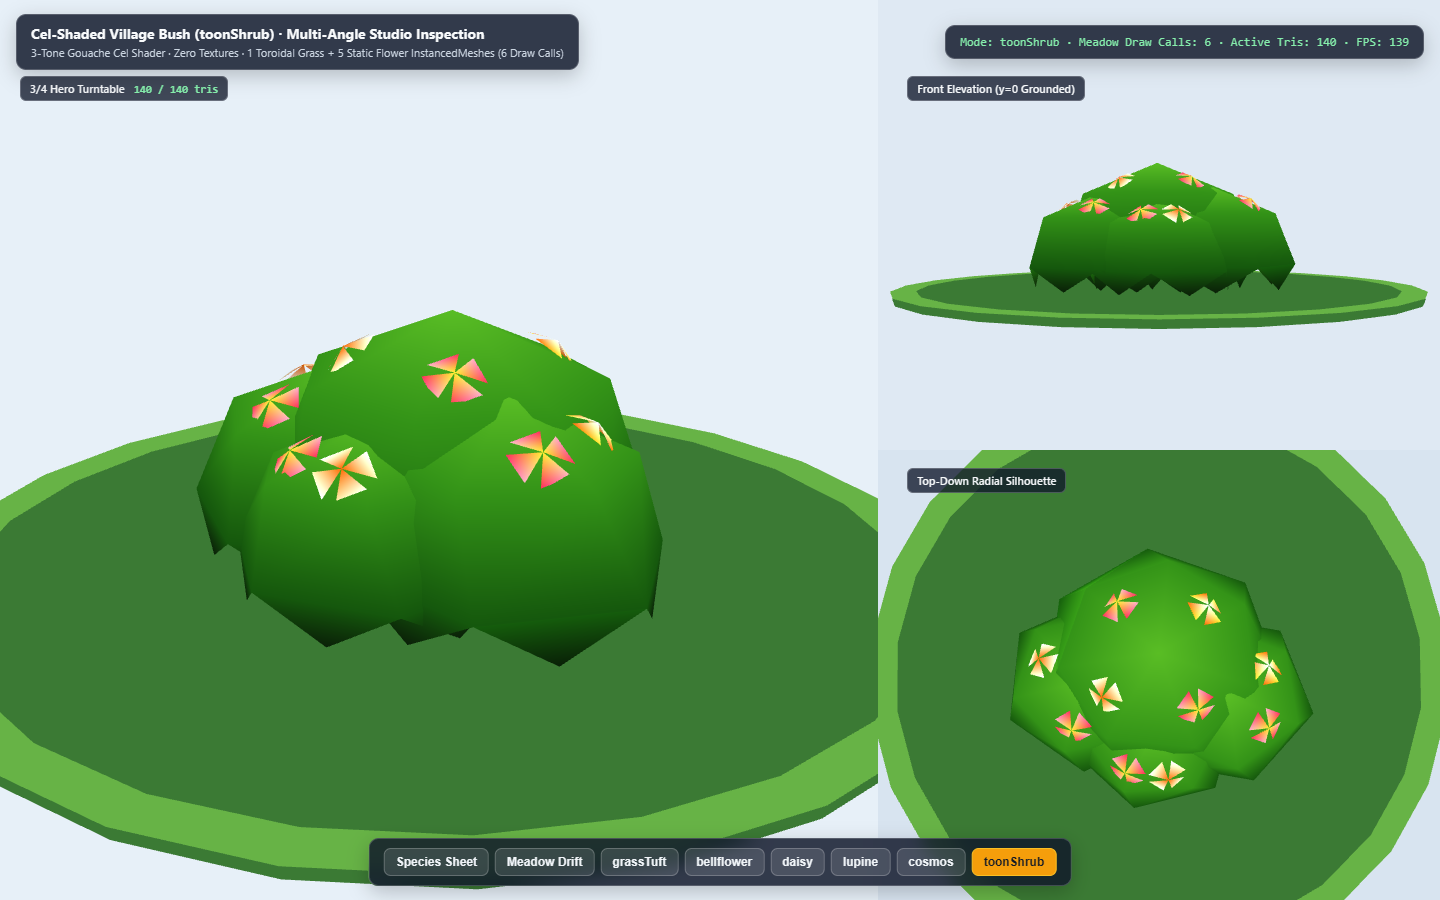 Cel-Shaded Village Bush (toonShrub) · Multi-Angle Studio Inspection
3-Tone Gouache Cel Shader · Zero Textures · 1 Toroidal Grass + 5 Static Flower InstancedMeshes (6 Draw Calls)
Mode: toonShrub · Meadow Draw Calls: 6 · Active Tris: 140 · FPS: 139
3/4 Hero Turntable 140 / 140 tris
Front Elevation (y=0 Grounded)
Top-Down Radial Silhouette
Species Sheet
Meadow Drift
grassTuft
bellflower
daisy
lupine
cosmos
toonShrub